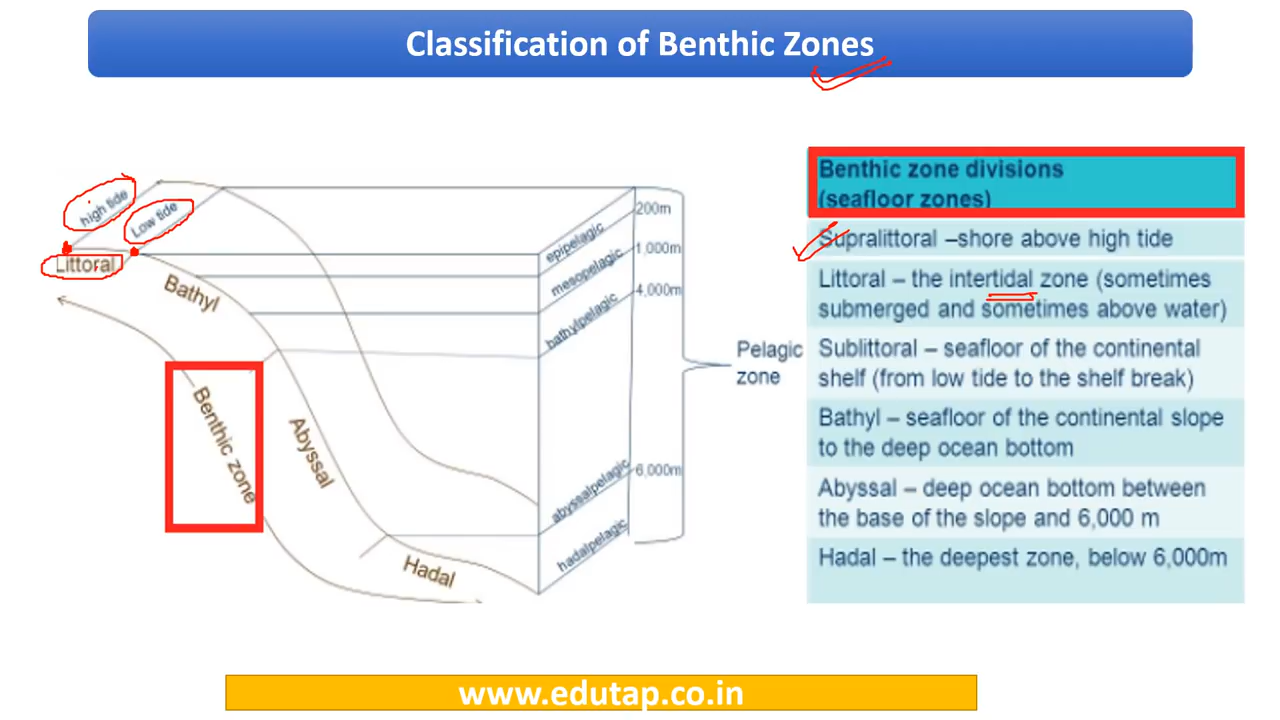 Classification of Benthic Zones
high tide
Low tide
Littoral
Bathyl
Benthic zone
Abyssal
Hadal
epipelagic
mesopelagic
bathylpelagic
abyssalpelagic
hadalpelagic
200m
1,000m
4,000m
6,000m
Pelagic
zone
Benthic zone divisions
(seafloor zones)
Supralittoral –shore above high tide
Littoral – the intertidal zone (sometimes
submerged and sometimes above water)
Sublittoral – seafloor of the continental
shelf (from low tide to the shelf break)
Bathyl – seafloor of the continental slope
to the deep ocean bottom
Abyssal – deep ocean bottom between
the base of the slope and 6,000 m
Hadal – the deepest zone, below 6,000m
www.edutap.co.in